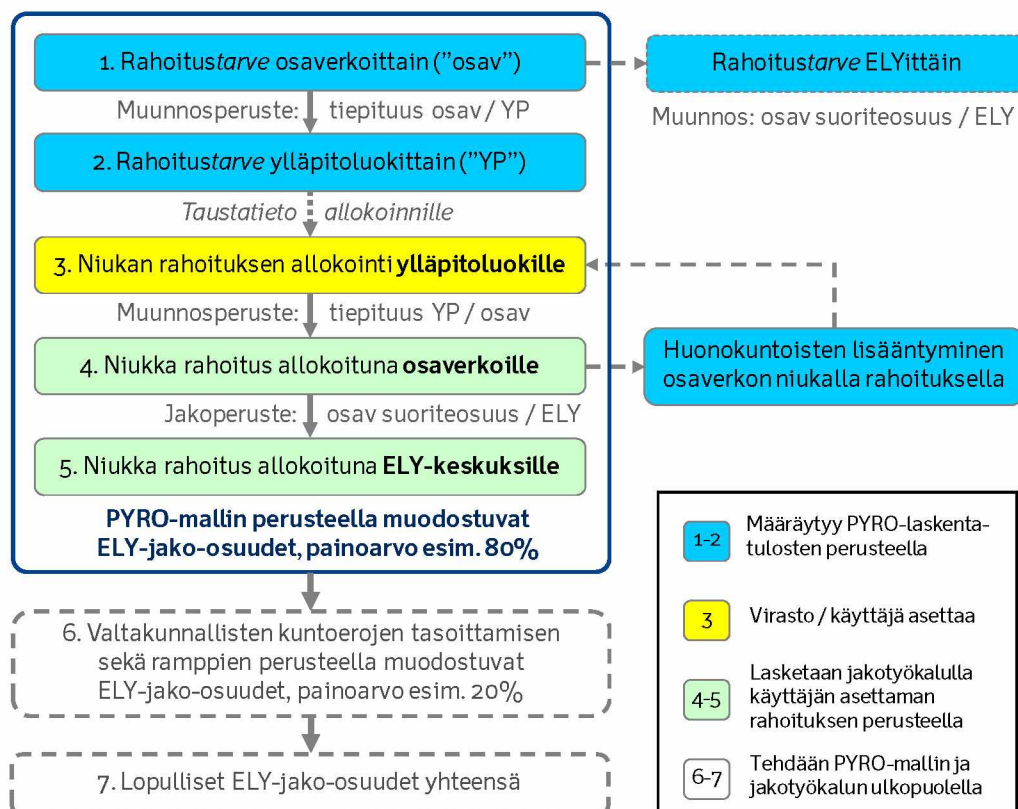 1. Rahoitustarve osaverkoittain ("osav")
Muunnosperuste: tiepituus osav / YP
2. Rahoitustarve ylläpitoluokittain ("YP")
Taustatieto allokoinnille
3. Niukan rahoituksen allokointi ylläpitoluokille
Muunnosperuste: tiepituus YP / osav
4. Niukka rahoitus allokoituna osaverkoille
Jakoperuste: osav suoriteosuus / ELY
5. Niukka rahoitus allokoituna ELY-keskuksille
PYRO-mallin perusteella muodostuvat
ELY-jako-osuudet, painoarvo esim. 80%
6. Valtakunnallisten kuntoerojen tasoittamisen
sekä ramppien perusteella muodostuvat
ELY-jako-osuudet, painoarvo esim. 20%
7. Lopulliset ELY-jako-osuudet yhteensä
Rahoitustarve ELYittäin
Muunnos: osav suoriteosuus / ELY
Huonokuntoisten lisääntyminen
osaverkon niukalla rahoituksella
1-2 Määräytyy PYRO-laskenta-
tulosten perusteella
3 Virasto / käyttäjä asettaa
4-5 Lasketaan jakotyökalulla
käyttäjän asettaman
rahoituksen perusteella
6-7 Tehdään PYRO-mallin ja
jakotyökalun ulkopuolella